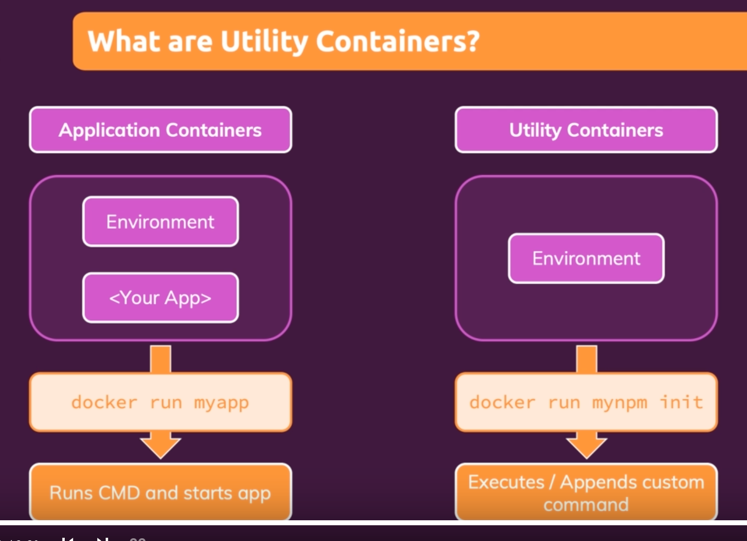 What are Utility Containers?
Application Containers
Environment
<Your App>
docker run myapp
Runs CMD and starts app
Utility Containers
Environment
docker run mynpm init
Executes / Appends custom
command